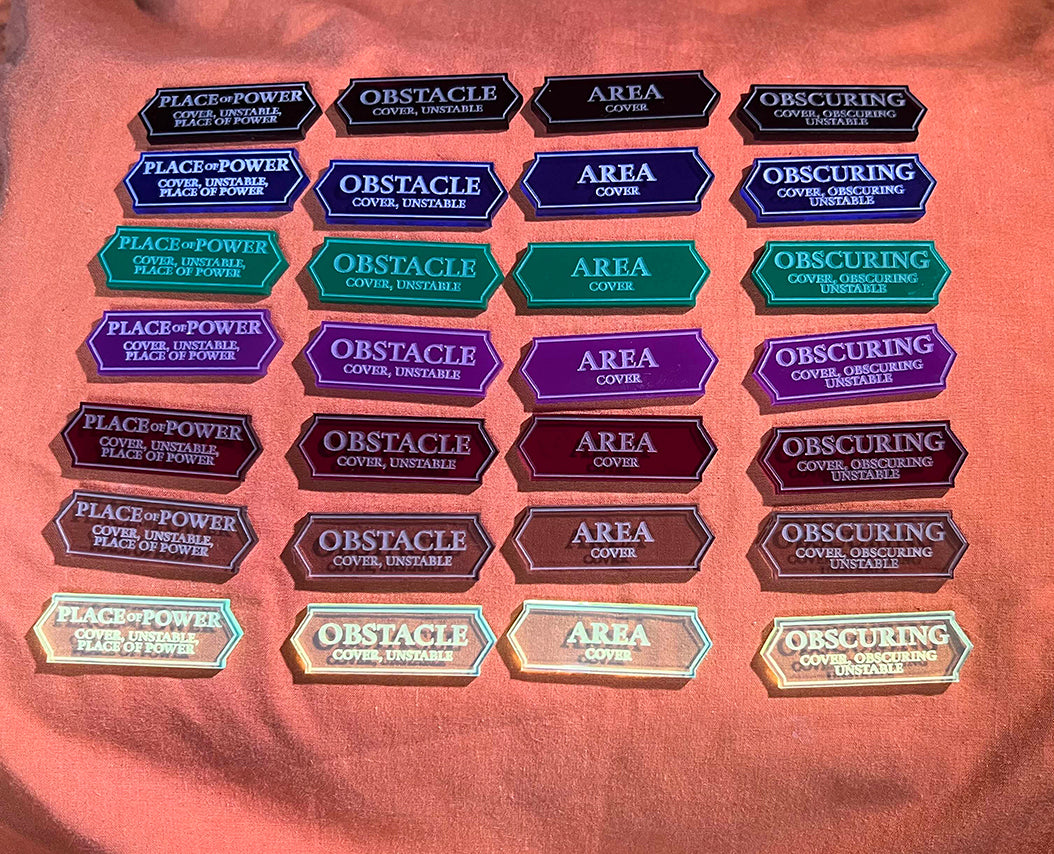 PLACE OF POWER
COVER, UNSTABLE,
PLACE OF POWER
OBSTACLE
COVER, UNSTABLE
AREA
COVER
OBSCURING
COVER, OBSCURING
UNSTABLE
PLACE OF POWER
COVER, UNSTABLE,
PLACE OF POWER
OBSTACLE
COVER, UNSTABLE
AREA
COVER
OBSCURING
COVER, OBSCURING
UNSTABLE
PLACE OF POWER
COVER, UNSTABLE,
PLACE OF POWER
OBSTACLE
COVER, UNSTABLE
AREA
COVER
OBSCURING
COVER, OBSCURING
UNSTABLE
PLACE OF POWER
COVER, UNSTABLE,
PLACE OF POWER
OBSTACLE
COVER, UNSTABLE
AREA
COVER
OBSCURING
COVER, OBSCURING
UNSTABLE
PLACE OF POWER
COVER, UNSTABLE,
PLACE OF POWER
OBSTACLE
COVER, UNSTABLE
AREA
COVER
OBSCURING
COVER, OBSCURING
UNSTABLE
PLACE OF POWER
COVER, UNSTABLE,
PLACE OF POWER
OBSTACLE
COVER, UNSTABLE
AREA
COVER
OBSCURING
COVER, OBSCURING
UNSTABLE
PLACE OF POWER
COVER, UNSTABLE,
PLACE OF POWER
OBSTACLE
COVER, UNSTABLE
AREA
COVER
OBSCURING
COVER, OBSCURING
UNSTABLE